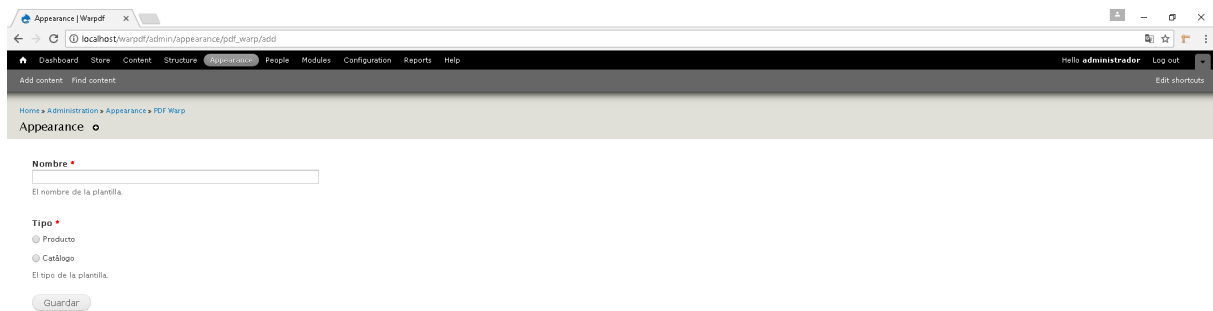 Appearance | Warpdf
localhost/warpdf/admin/appearance/pdf_warp/add
Dashboard Store Content Structure Appearance People Modules Configuration Reports Help Hello administrador Log out
Add content Find content Edit shortcuts
Home » Administration » Appearance » PDF Warp
Appearance
Nombre *
El nombre de la plantilla.
Tipo *
Producto
Catálogo
El tipo de la plantilla.
Guardar